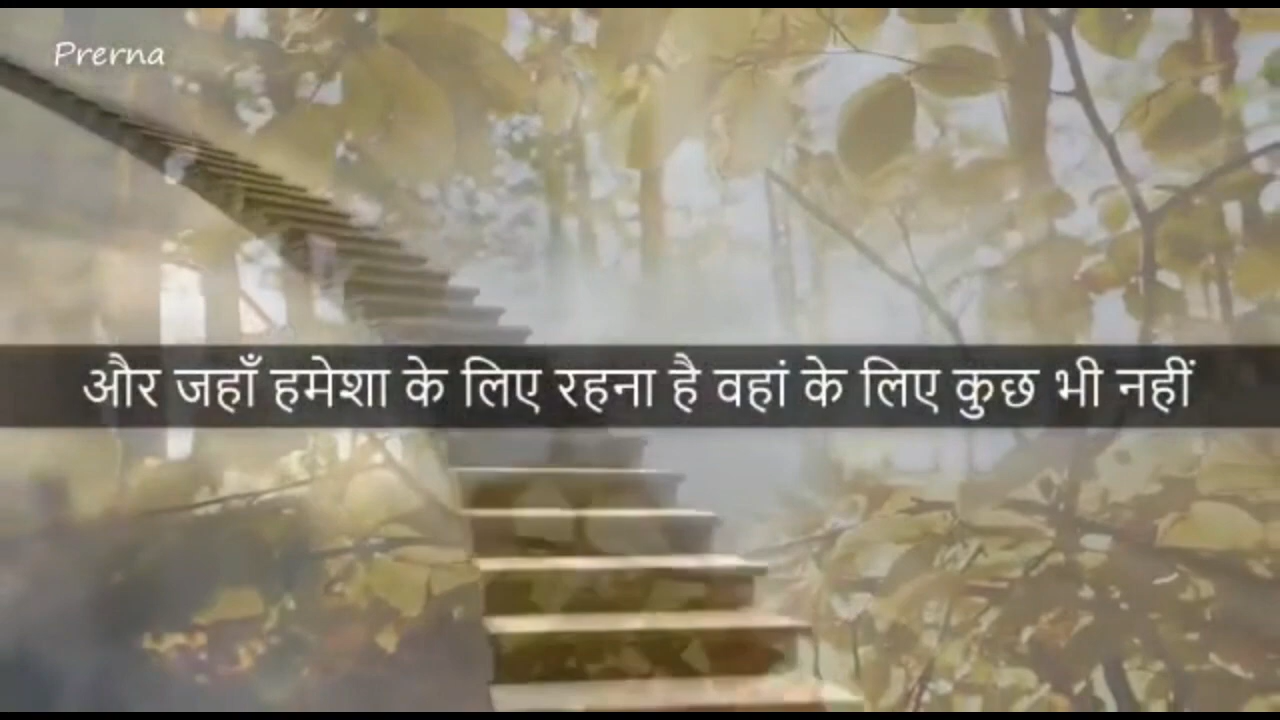 Prerna
और जहाँ हमेशा के लिए रहना है वहां के लिए कुछ भी नहीं